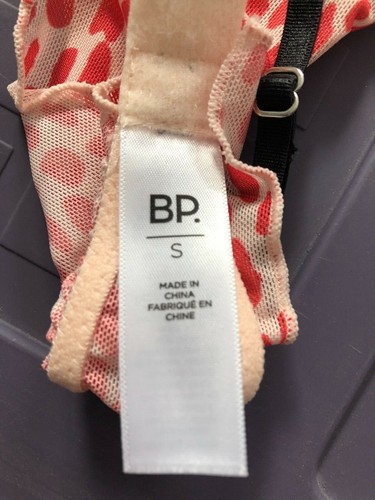 BP.
S
MADE IN
CHINA
FABRIQUÉ EN
CHINE